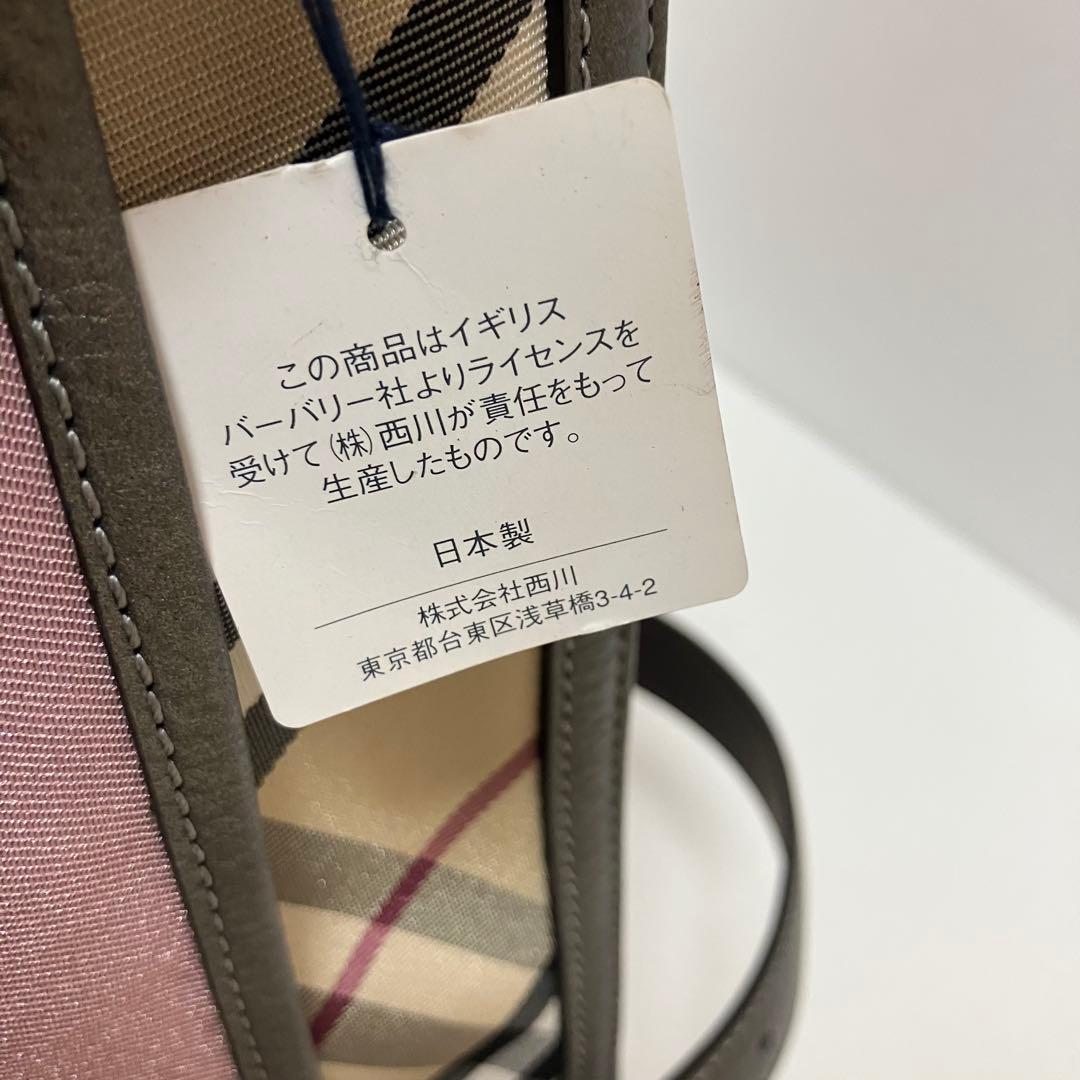 この商品はイギリス
バーバリー社よりライセンスを
受けて(株)西川が責任をもって
生産したものです。
日本製
株式会社西川
東京都台東区浅草橋3-4-2